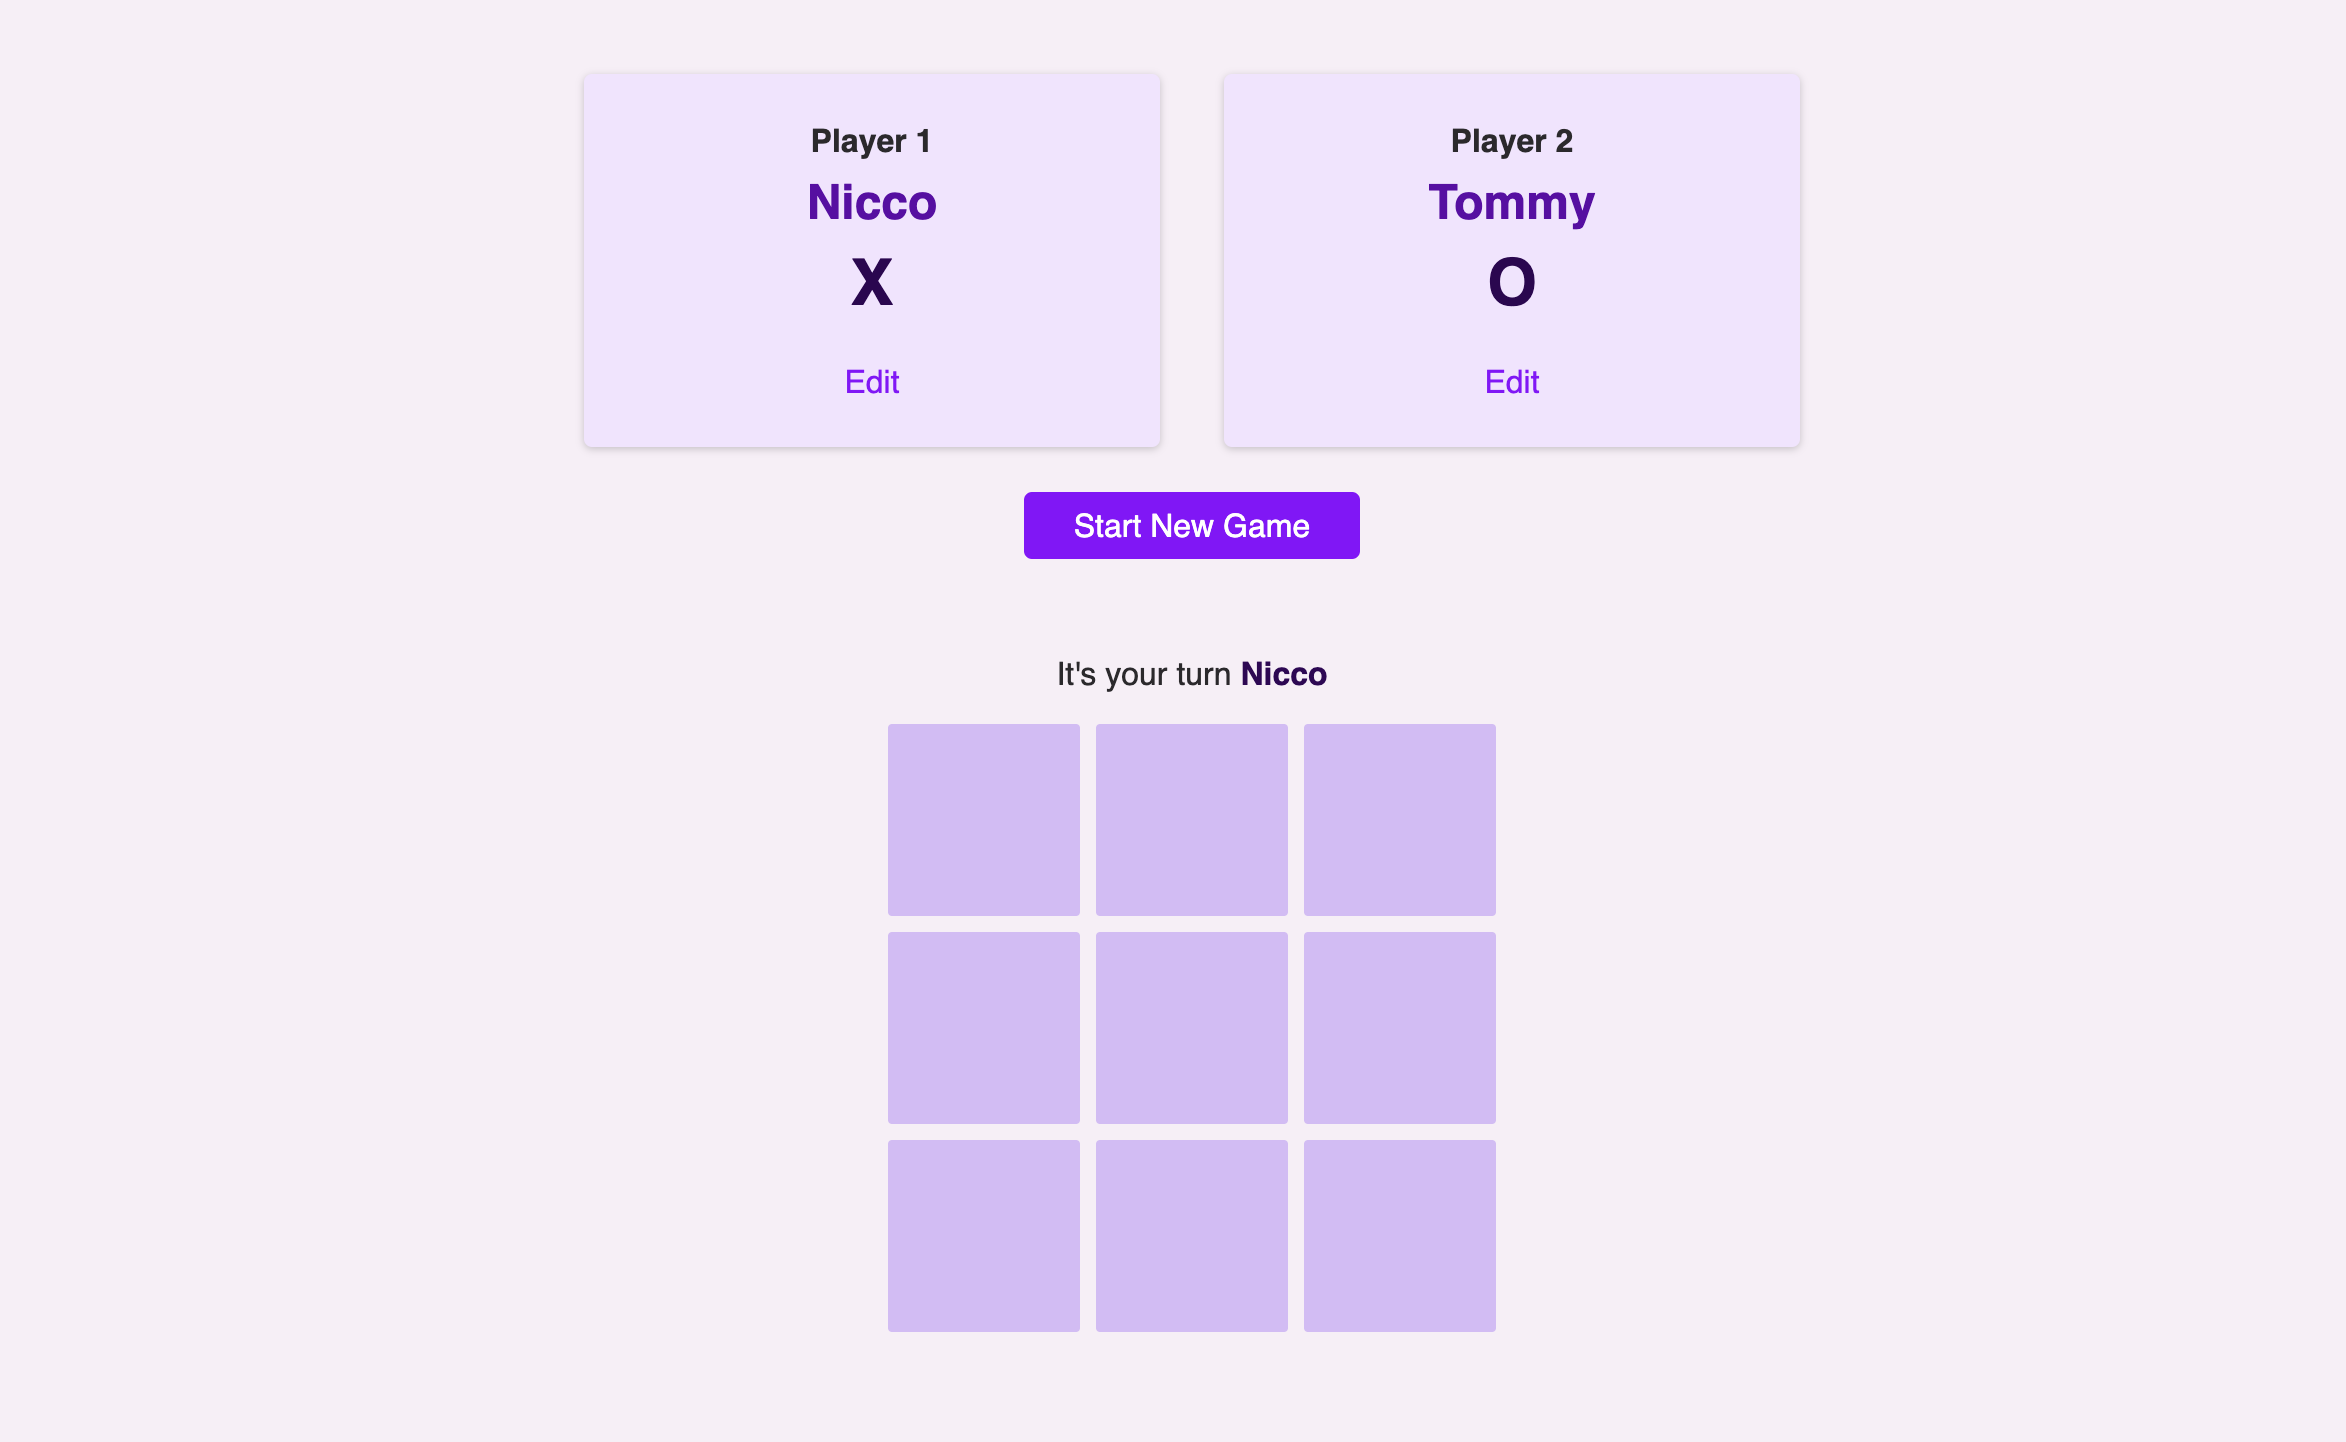 Player 1
Nicco
X
Edit
Player 2
Tommy
O
Edit
Start New Game
It's your turn Nicco